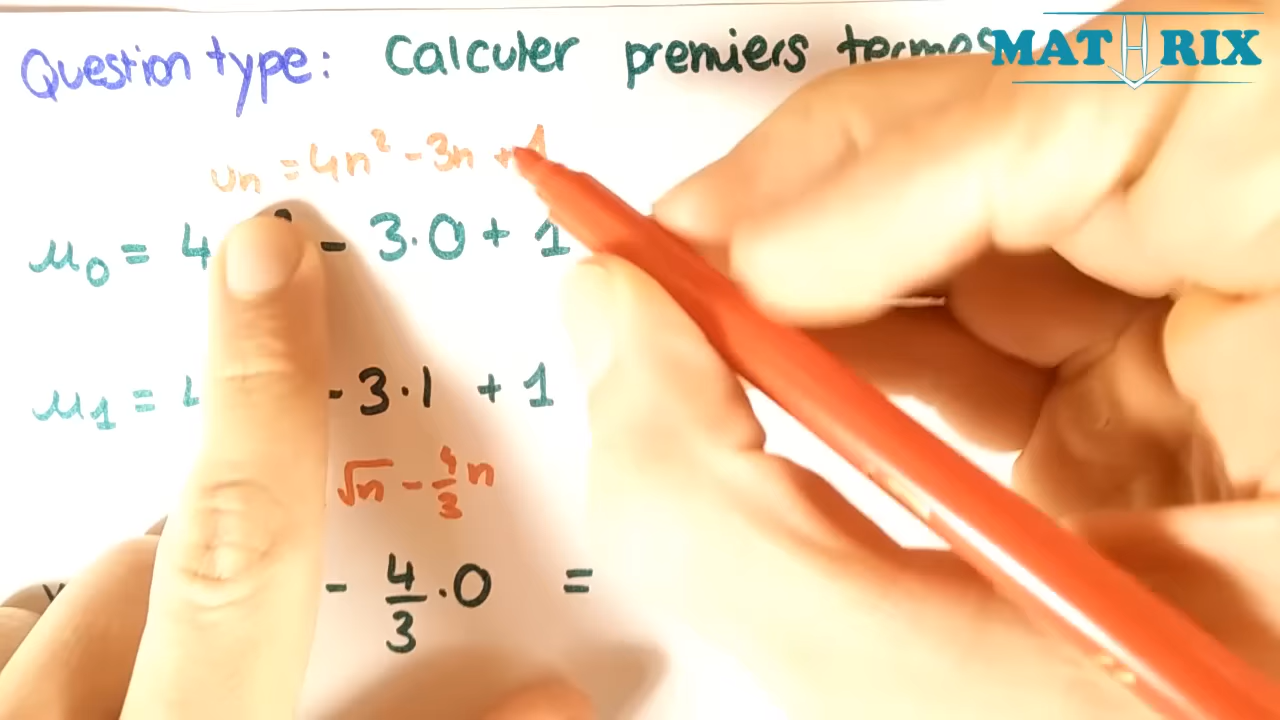 Question type: Calculer premiers termes
MATHRIX
un = 4n² - 3n + 1
u₀ = 4 - 3·0 + 1
u₁ = - 3·1 + 1
√n - 4/3 n
- 4/3 · 0 =